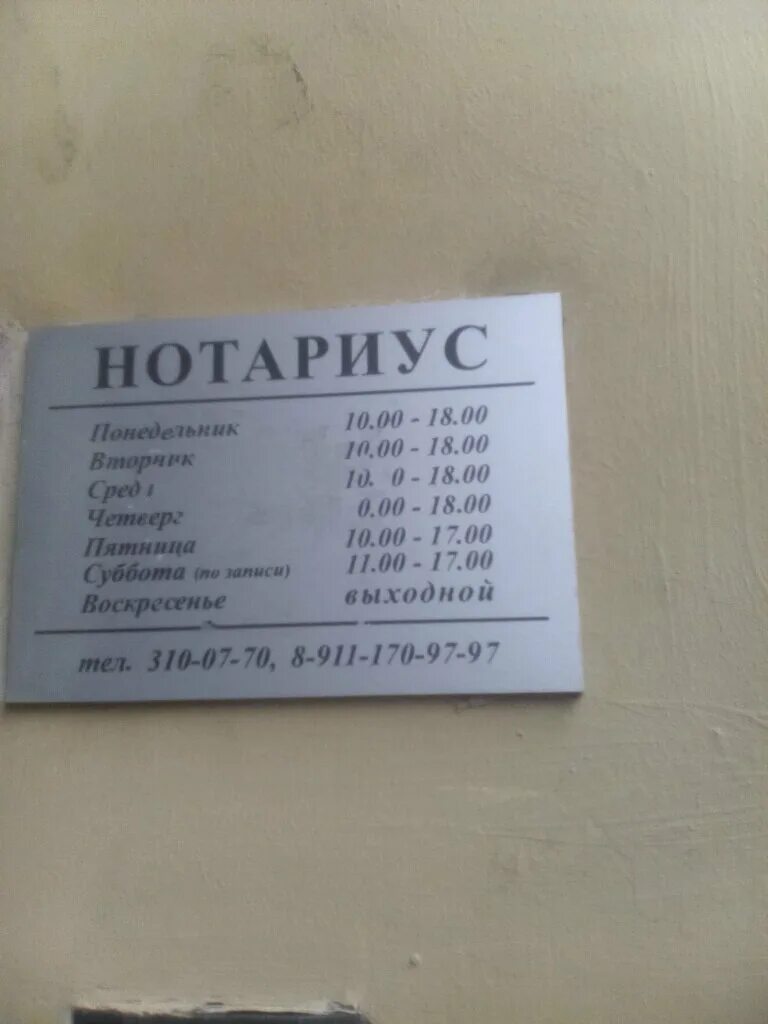 НОТАРИУС
Понедельник 10.00 - 18.00
Вторник 10.00 - 18.00
Сред 10. 0 - 18.00
Четверг 0.00 - 18.00
Пятница 10.00 - 17.00
Суббота (по записи) 11.00 - 17.00
Воскресенье выходной
тел. 310-07-70, 8-911-170-97-97